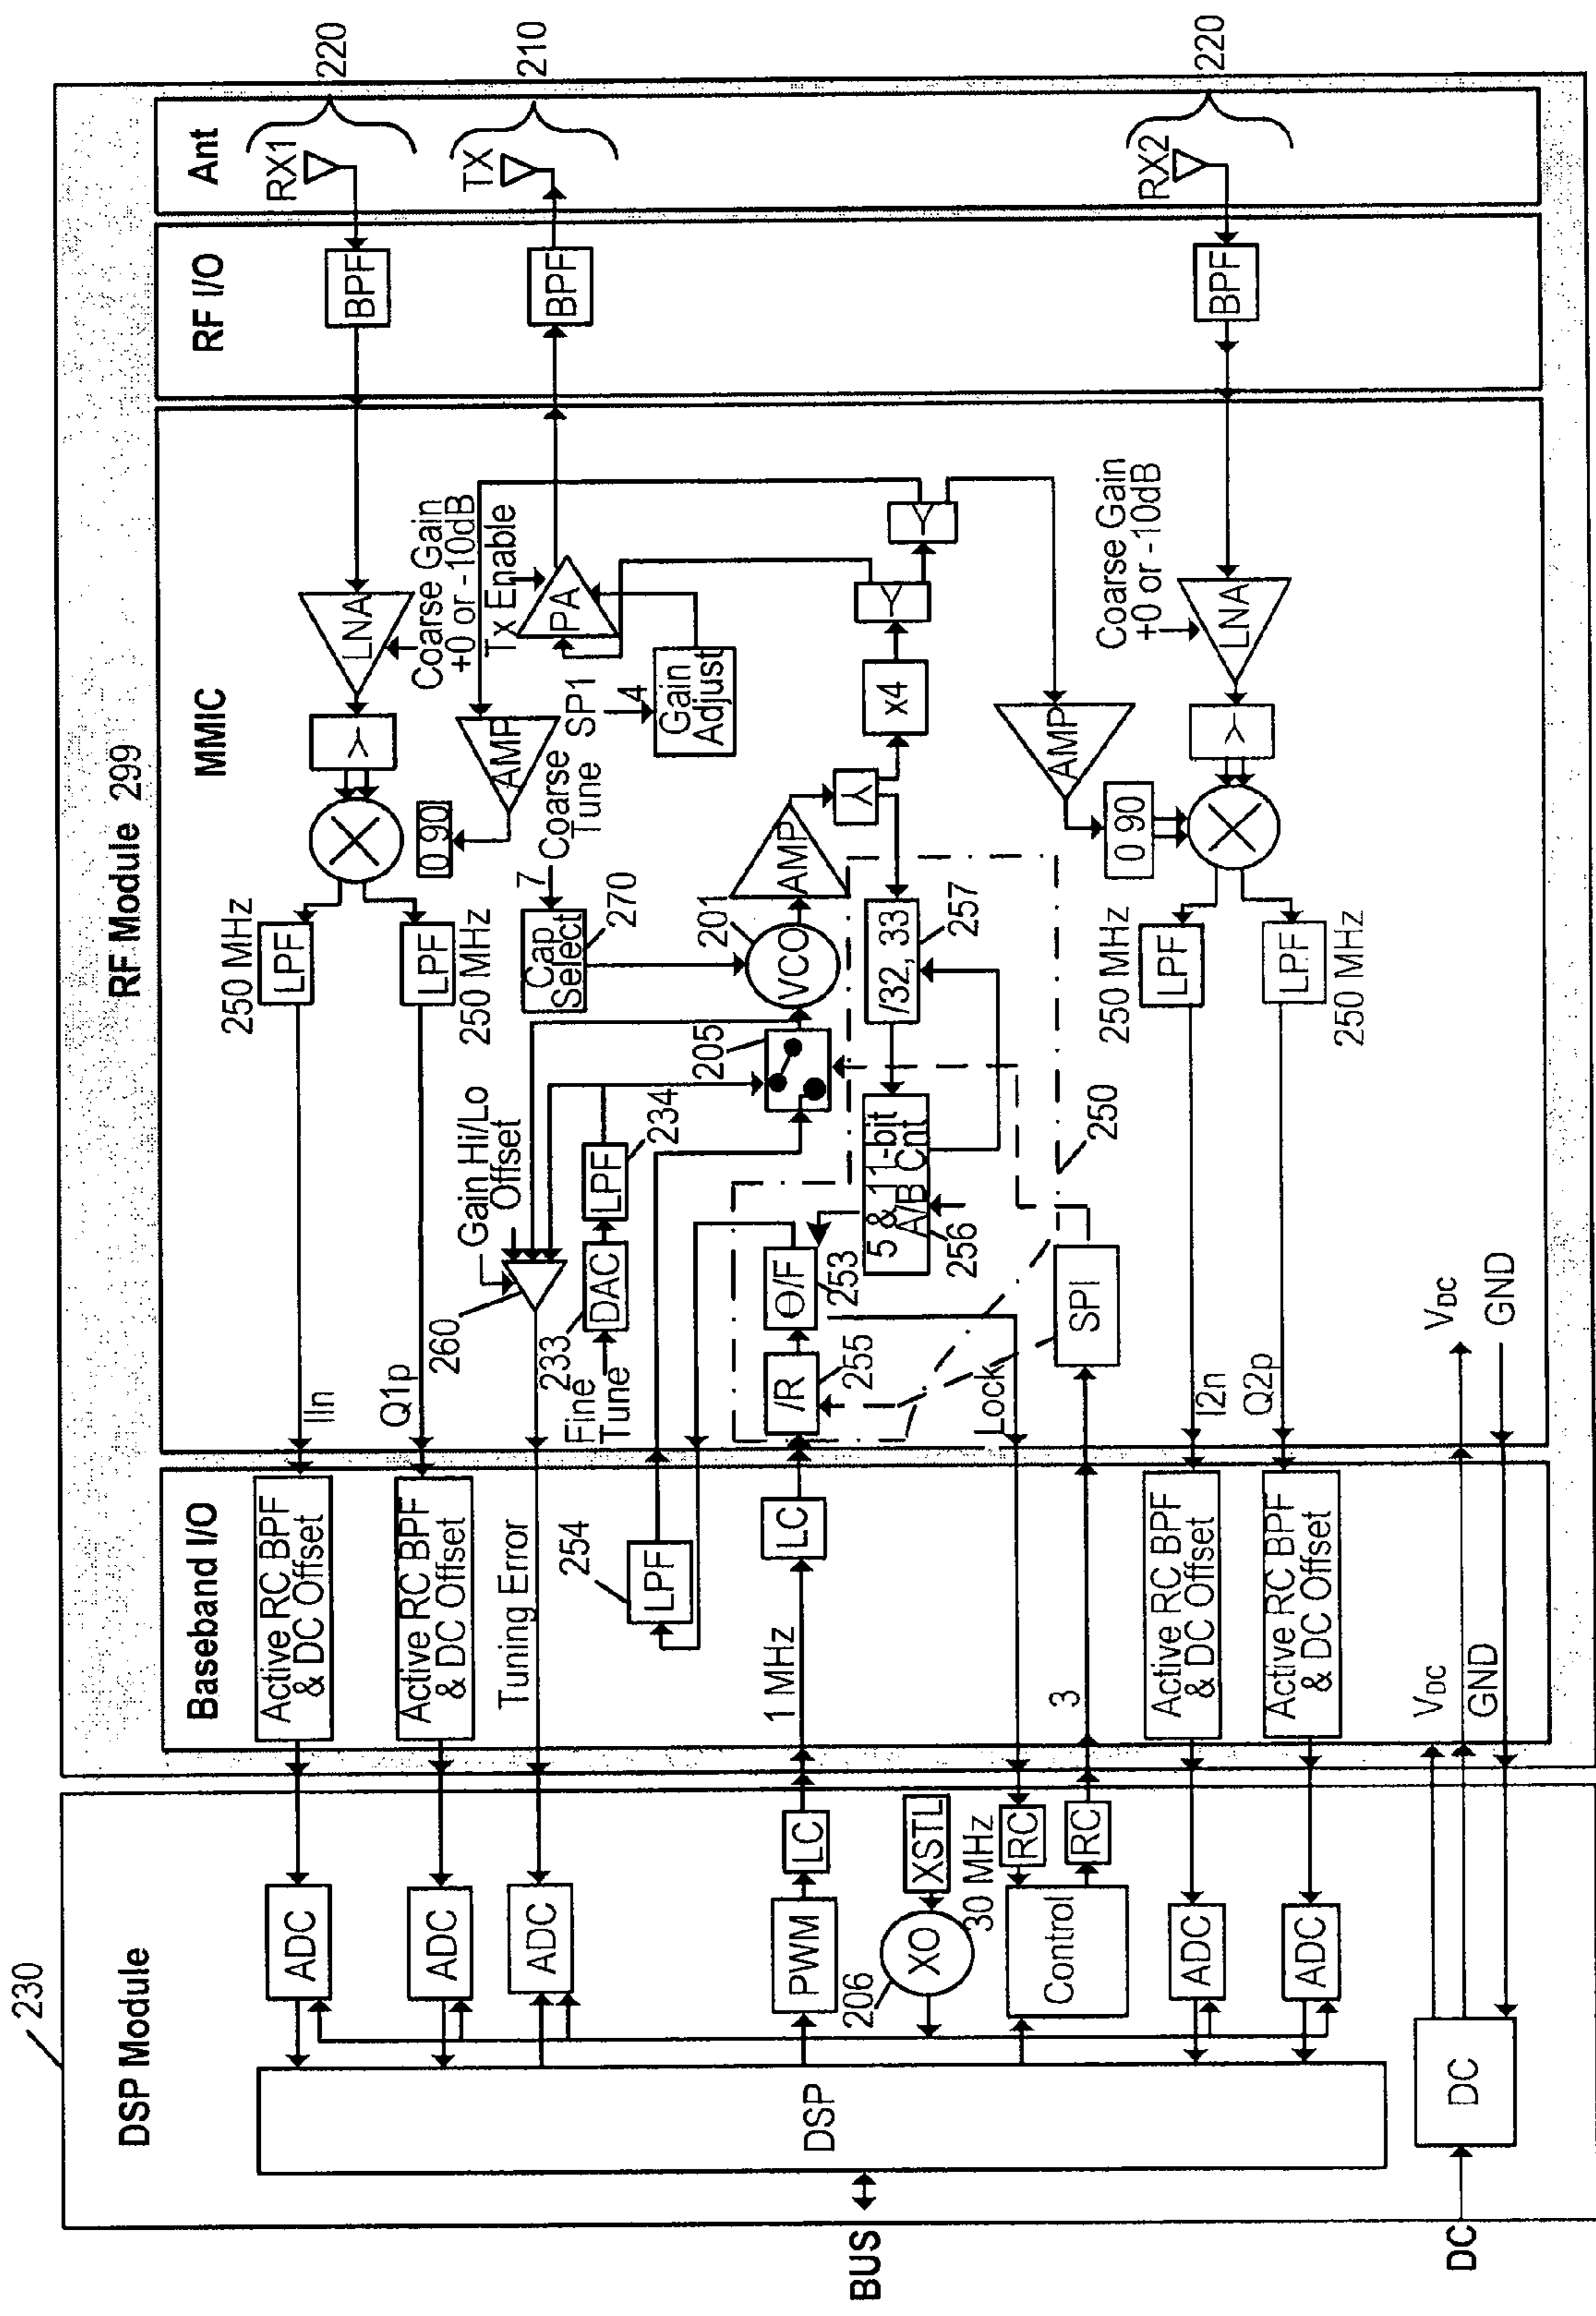 230
DSP Module
DSP
BUS
DC
DC
ADC
ADC
ADC
PWM
LC
206
XO
XSTL
30 MHz
Control
RC
RC
ADC
ADC
RF Module 299
Baseband I/O
Active RC BPF
& DC Offset
Active RC BPF
& DC Offset
Tuning Error
254
LPF
1 MHz
LC
3
Active RC BPF
& DC Offset
Active RC BPF
& DC Offset
VDC
GND
MMIC
250 MHz
LPF
IIn
LPF
250 MHz
Q1p
LNA
Coarse Gain
+0 or -10dB
Y
0 90
AMP
Tx Enable
PA
SP1
4
Gain
Adjust
Coarse
Tune
7
Cap
Select
270
Gain Hi/Lo
Offset
260
233
Fine
Tune
DAC
LPF
234
205
201
VCO
AMP
Y
x4
Y
Y
/R
255
Θ/F
253
5 & 11-bit
A/B Cnt
256
/32, 33
257
250
Lock
SPI
AMP
0 90
Coarse Gain
+0 or -10dB
LNA
Y
250 MHz
LPF
I2n
LPF
250 MHz
Q2p
VDC
GND
RF I/O
BPF
BPF
BPF
Ant
RX1
220
TX
210
RX2
220